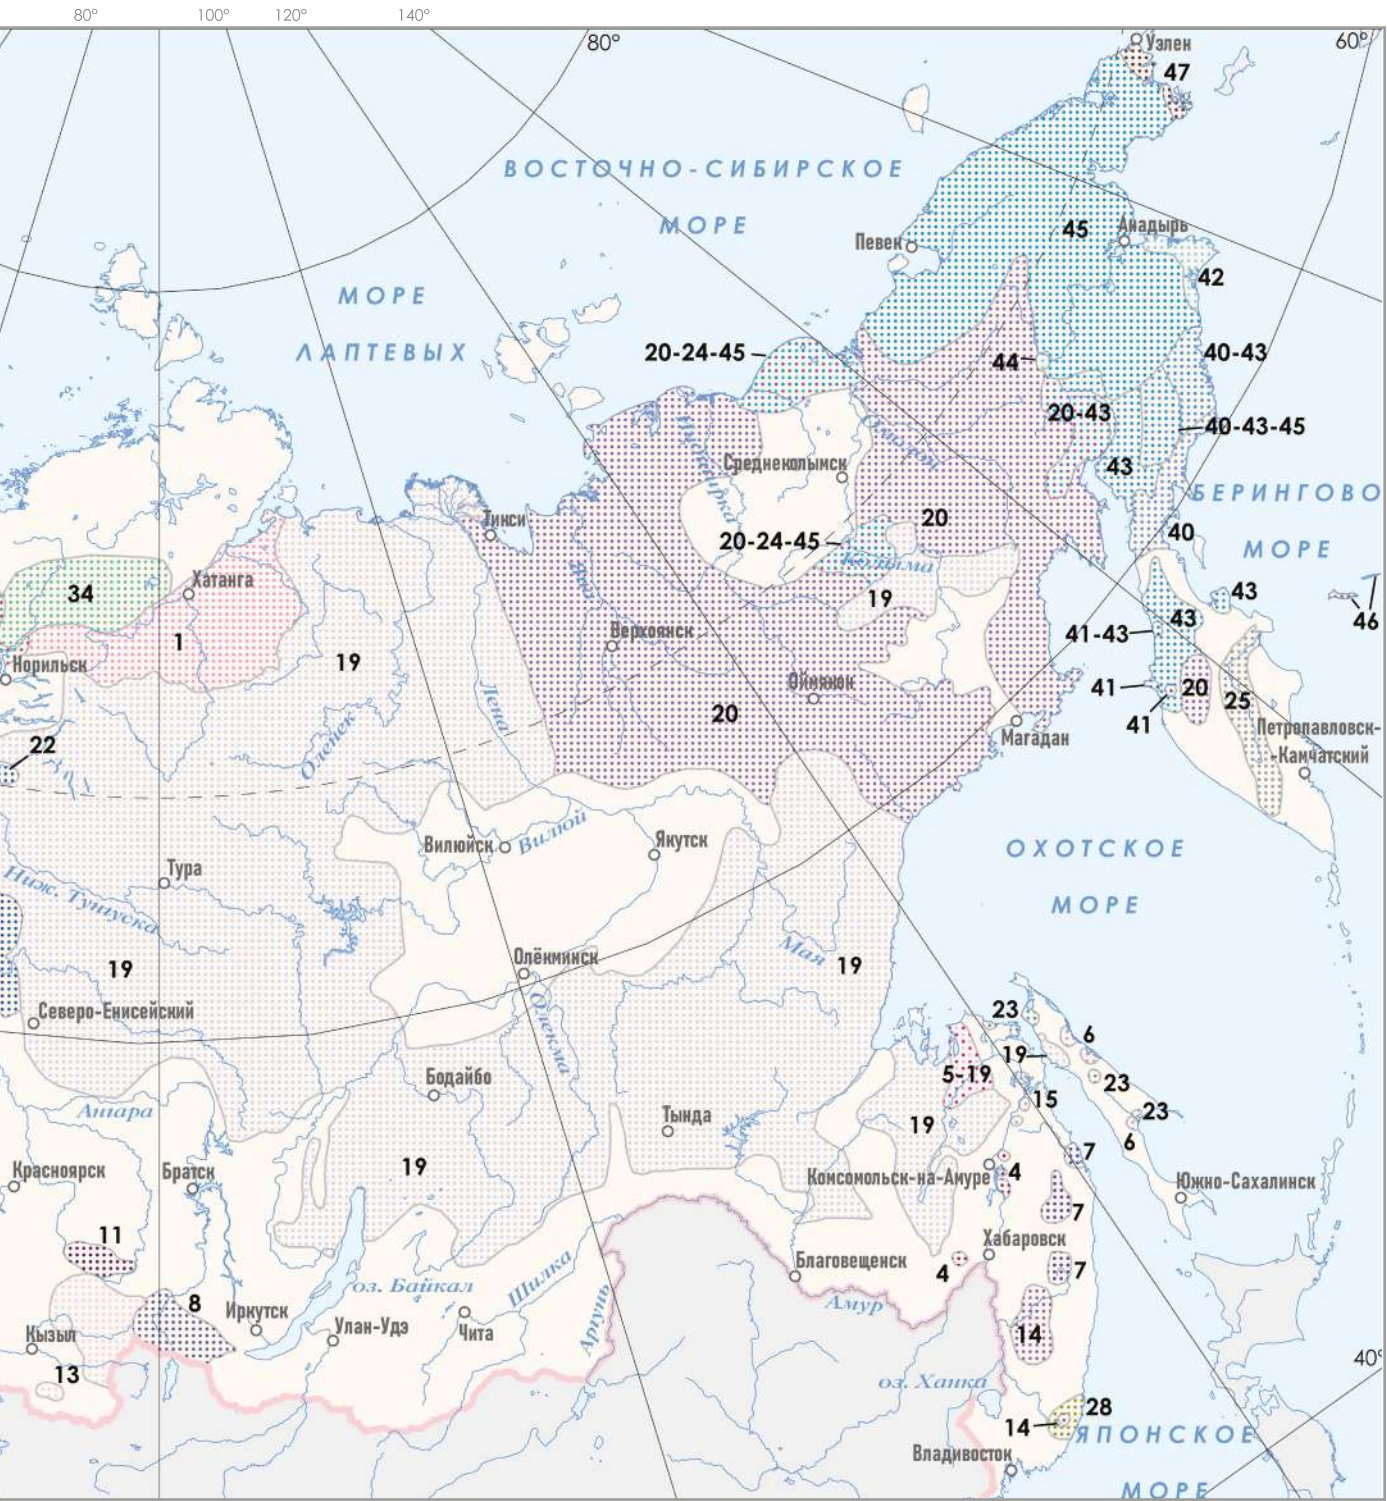 80° 100° 120° 140°
80° 60°
Уэлен
47
ВОСТОЧНО-СИБИРСКОЕ
МОРЕ
45
Анадырь
Певек
42
МОРЕ
ЛАПТЕВЫХ
20-24-45
44
40-43
20-43
40-43-45
Индигирка
Омолон
Среднеколымск
43
БЕРИНГОВО
МОРЕ
Тикси
20
40
20-24-45
Колыма
34
Хатанга
Яна
19
43
43
46
1
41-43
Верхоянск
Норильск
19
Оймякон
41
20
25
20
41
Лена
Магадан
Петропавловск-
-Камчатский
22
Оленек
Вилюйск
Вилюй
Якутск
ОХОТСКОЕ
МОРЕ
Тура
Ниж. Тунгуска
19
Мая
19
Олёкминск
Северо-Енисейский
Олекма
23
6
19
5-19
23
Бодайбо
15
23
Ангара
Тында
19
6
7
Красноярск
Братск
19
Комсомольск-на-Амуре
4
Южно-Сахалинск
7
11
Хабаровск
Благовещенск
4
7
оз. Байкал
Шилка
8
Иркутск
Амур
Улан-Удэ
Чита
Аргунь
Кызыл
14
13
40°
оз. Ханка
28
14
ЯПОНСКОЕ
МОРЕ
Владивосток